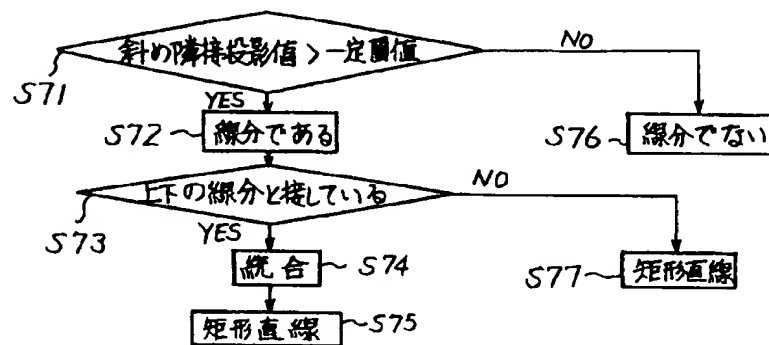 斜め隣接投影値 > 一定閾値
NO
S71
YES
S72
線分である
S76
線分でない
上下の線分と接している
NO
S73
YES
統合
S74
S77
矩形直線
矩形直線
S75